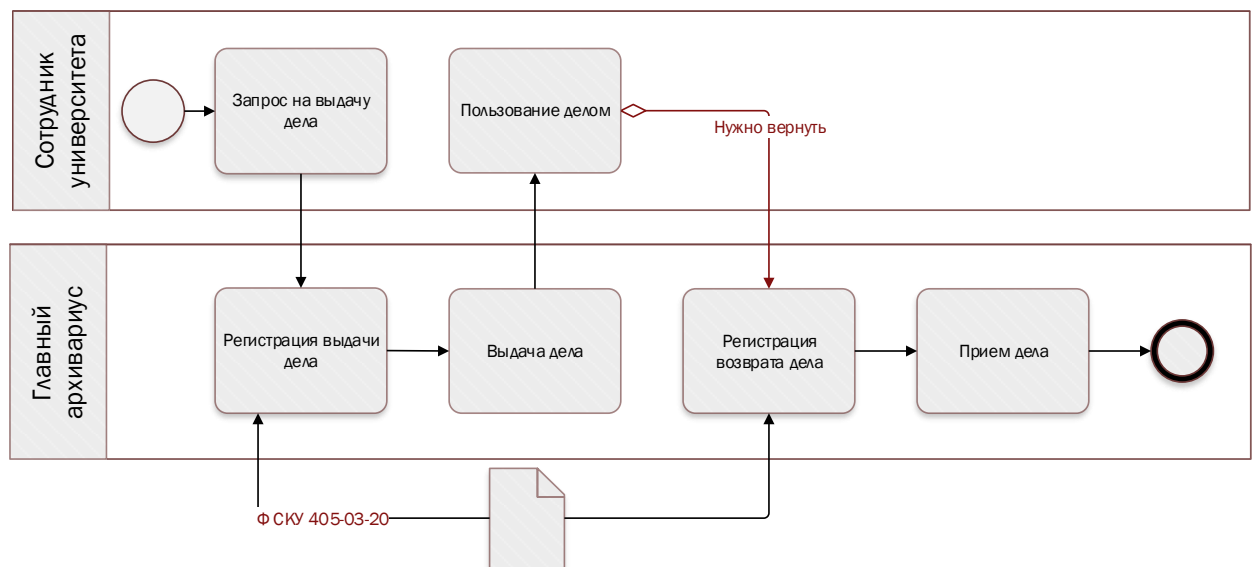 Сотрудник
университета
Запрос на выдачу
дела
Пользование делом
Нужно вернуть
Главный
архивариус
Регистрация выдачи
дела
Выдача дела
Регистрация
возврата дела
Прием дела
Ф СКУ 405-03-20